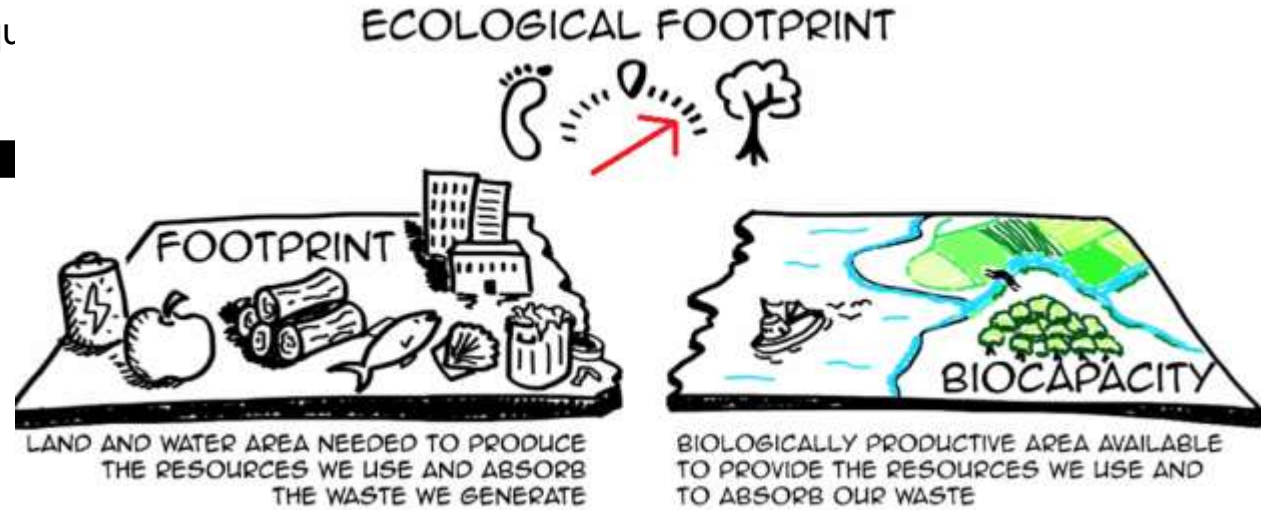 ECOLOGICAL FOOTPRINT
FOOTPRINT
BIOCAPACITY
LAND AND WATER AREA NEEDED TO PRODUCE
THE RESOURCES WE USE AND ABSORB
THE WASTE WE GENERATE
BIOLOGICALLY PRODUCTIVE AREA AVAILABLE
TO PROVIDE THE RESOURCES WE USE AND
TO ABSORB OUR WASTE